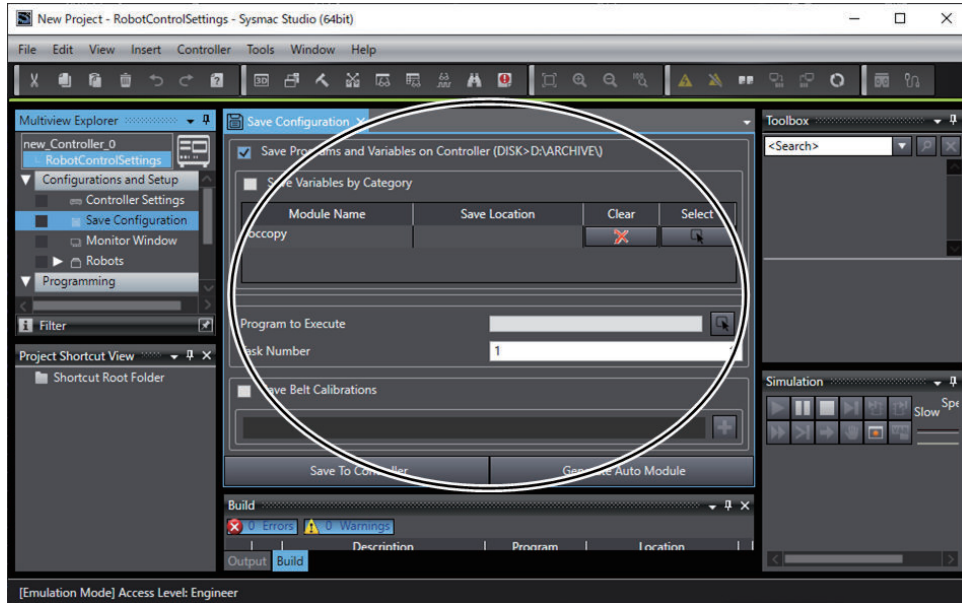 New Project - RobotControlSettings - Sysmac Studio (64bit)
File Edit View Insert Controller Tools Window Help
Multiview Explorer
new_Controller_0
RobotControlSettings
Configurations and Setup
Controller Settings
Save Configuration
Monitor Window
Robots
Programming
Filter
Project Shortcut View
Shortcut Root Folder
Save Configuration
Save Programs and Variables on Controller (DISK>D:\ARCHIVE\)
Save Variables by Category
Module Name Save Location Clear Select
Program to Execute
Task Number 1
Save Belt Calibrations
Save To Controller Generate Auto Module
Build
0 Errors 0 Warnings
Description Program Location
Output Build
Toolbox
<Search>
Simulation
Slow Spe
[Emulation Mode] Access Level: Engineer